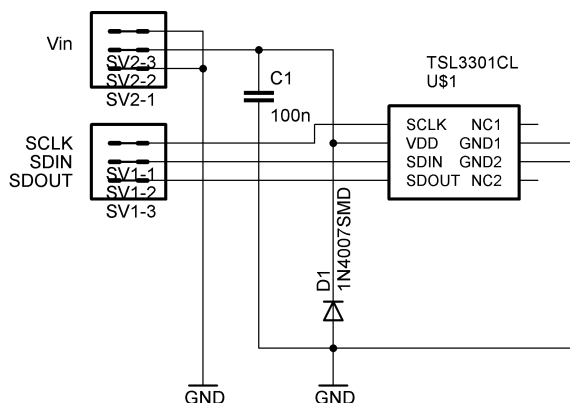 Vin
SV2-3
SV2-2
SV2-1
C1
100n
TSL3301CL
U$1
SCLK NC1
VDD GND1
SDIN GND2
SDOUT NC2
SCLK
SDIN
SDOUT
SV1-1
SV1-2
SV1-3
D1
1N4007SMD
GND
GND